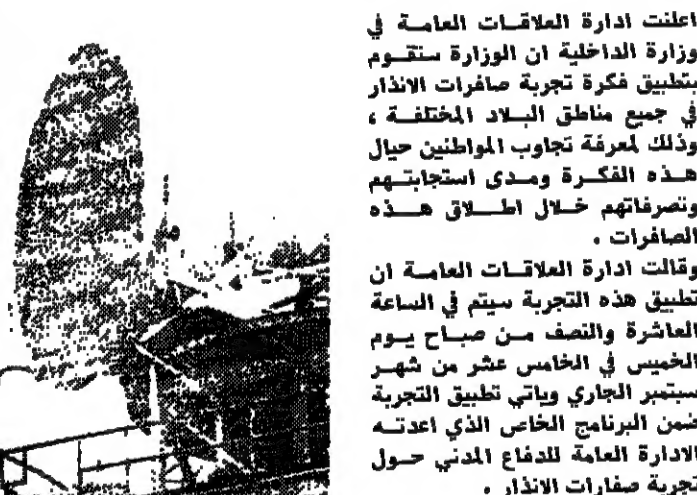 اعلنت ادارة العلاقات العامة في
وزارة الداخلية ان الوزارة ستقوم
بتطبيق فكرة تجربة صافرات الانذار
في جميع مناطق البلاد المختلفة ،
وذلك لمعرفة تجاوب المواطنين حيال
هذه الفكرة ومدى استجابتهم
وتصرفاتهم خلال اطلاق هذه
الصافرات .
وقالت ادارة العلاقات العامة ان
تطبيق هذه التجربة سيتم في الساعة
العاشرة والنصف من صباح يوم
الخميس في الخامس عشر من شهر
سبتمبر الجاري وياتي تطبيق التجربة
ضمن البرنامج الخاص الذي اعدته
الادارة العامة للدفاع المدني حول
تجربة صفارات الانذار .